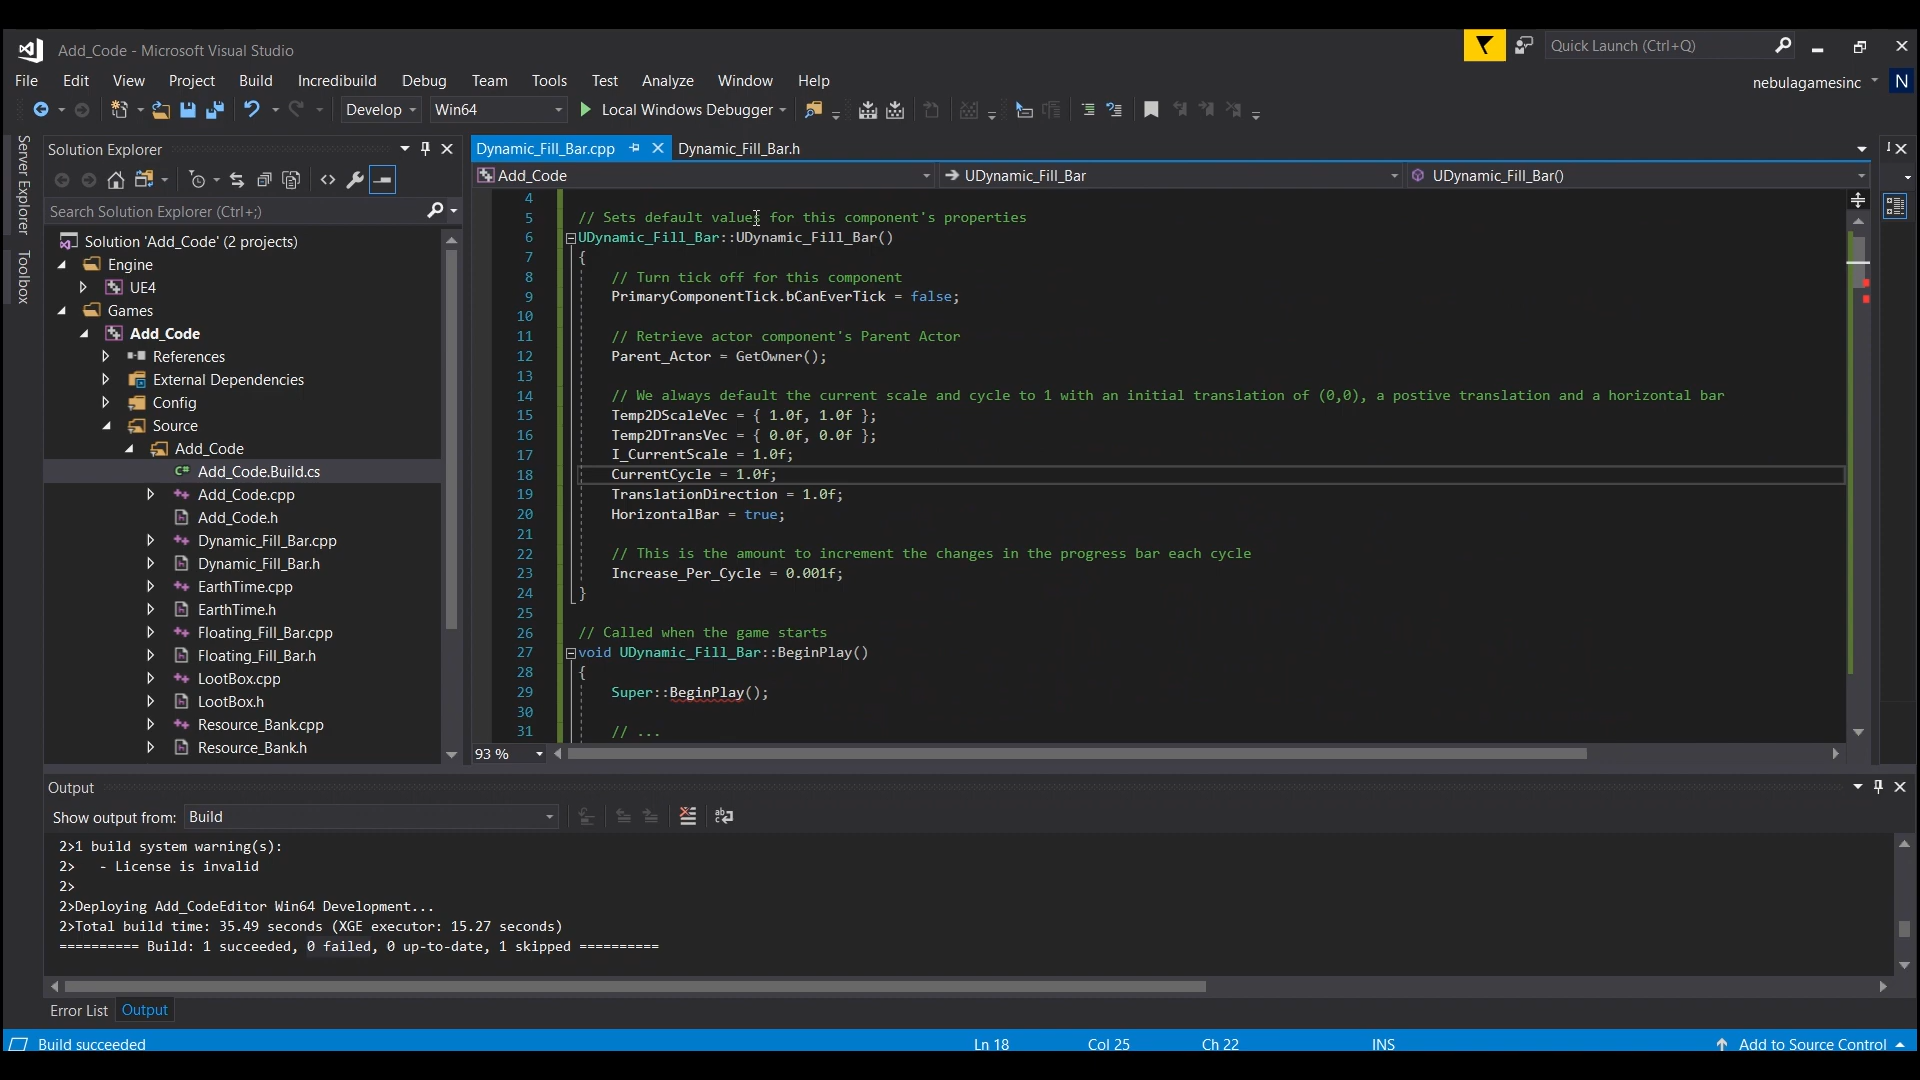 Add_Code - Microsoft Visual Studio
Quick Launch (Ctrl+Q)
File Edit View Project Build Incredibuild Debug Team Tools Test Analyze Window Help
nebulagamesinc N
Develop Win64 Local Windows Debugger
Server Explorer
Toolbox
Solution Explorer
Search Solution Explorer (Ctrl+;)
Solution 'Add_Code' (2 projects)
Engine
UE4
Games
Add_Code
References
External Dependencies
Config
Source
Add_Code
C# Add_Code.Build.cs
Add_Code.cpp
Add_Code.h
Dynamic_Fill_Bar.cpp
Dynamic_Fill_Bar.h
EarthTime.cpp
EarthTime.h
Floating_Fill_Bar.cpp
Floating_Fill_Bar.h
LootBox.cpp
LootBox.h
Resource_Bank.cpp
Resource_Bank.h
Dynamic_Fill_Bar.cpp Dynamic_Fill_Bar.h
Add_Code UDynamic_Fill_Bar UDynamic_Fill_Bar()
4
5 // Sets default values for this component's properties
6 UDynamic_Fill_Bar::UDynamic_Fill_Bar()
7 {
8 // Turn tick off for this component
9 PrimaryComponentTick.bCanEverTick = false;
10
11 // Retrieve actor component's Parent Actor
12 Parent_Actor = GetOwner();
13
14 // We always default the current scale and cycle to 1 with an initial translation of (0,0), a postive translation and a horizontal bar
15 Temp2DScaleVec = { 1.0f, 1.0f };
16 Temp2DTransVec = { 0.0f, 0.0f };
17 I_CurrentScale = 1.0f;
18 CurrentCycle = 1.0f;
19 TranslationDirection = 1.0f;
20 HorizontalBar = true;
21
22 // This is the amount to increment the changes in the progress bar each cycle
23 Increase_Per_Cycle = 0.001f;
24 }
25
26 // Called when the game starts
27 void UDynamic_Fill_Bar::BeginPlay()
28 {
29 Super::BeginPlay();
30
31 // ...
93 %
Output
Show output from: Build
2>1 build system warning(s):
2> - License is invalid
2>
2>Deploying Add_CodeEditor Win64 Development...
2>Total build time: 35.49 seconds (XGE executor: 15.27 seconds)
========== Build: 1 succeeded, 0 failed, 0 up-to-date, 1 skipped ==========
Error List Output
Build succeeded Ln 18 Col 25 Ch 22 INS Add to Source Control